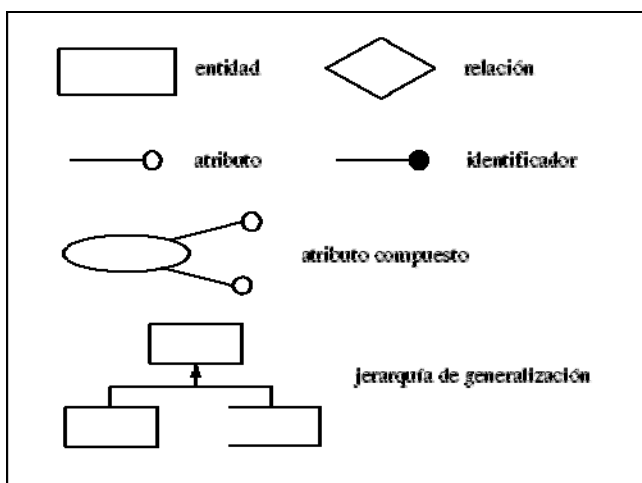 entidad
relación
atributo
identificador
atributo compuesto
jerarquía de generalización